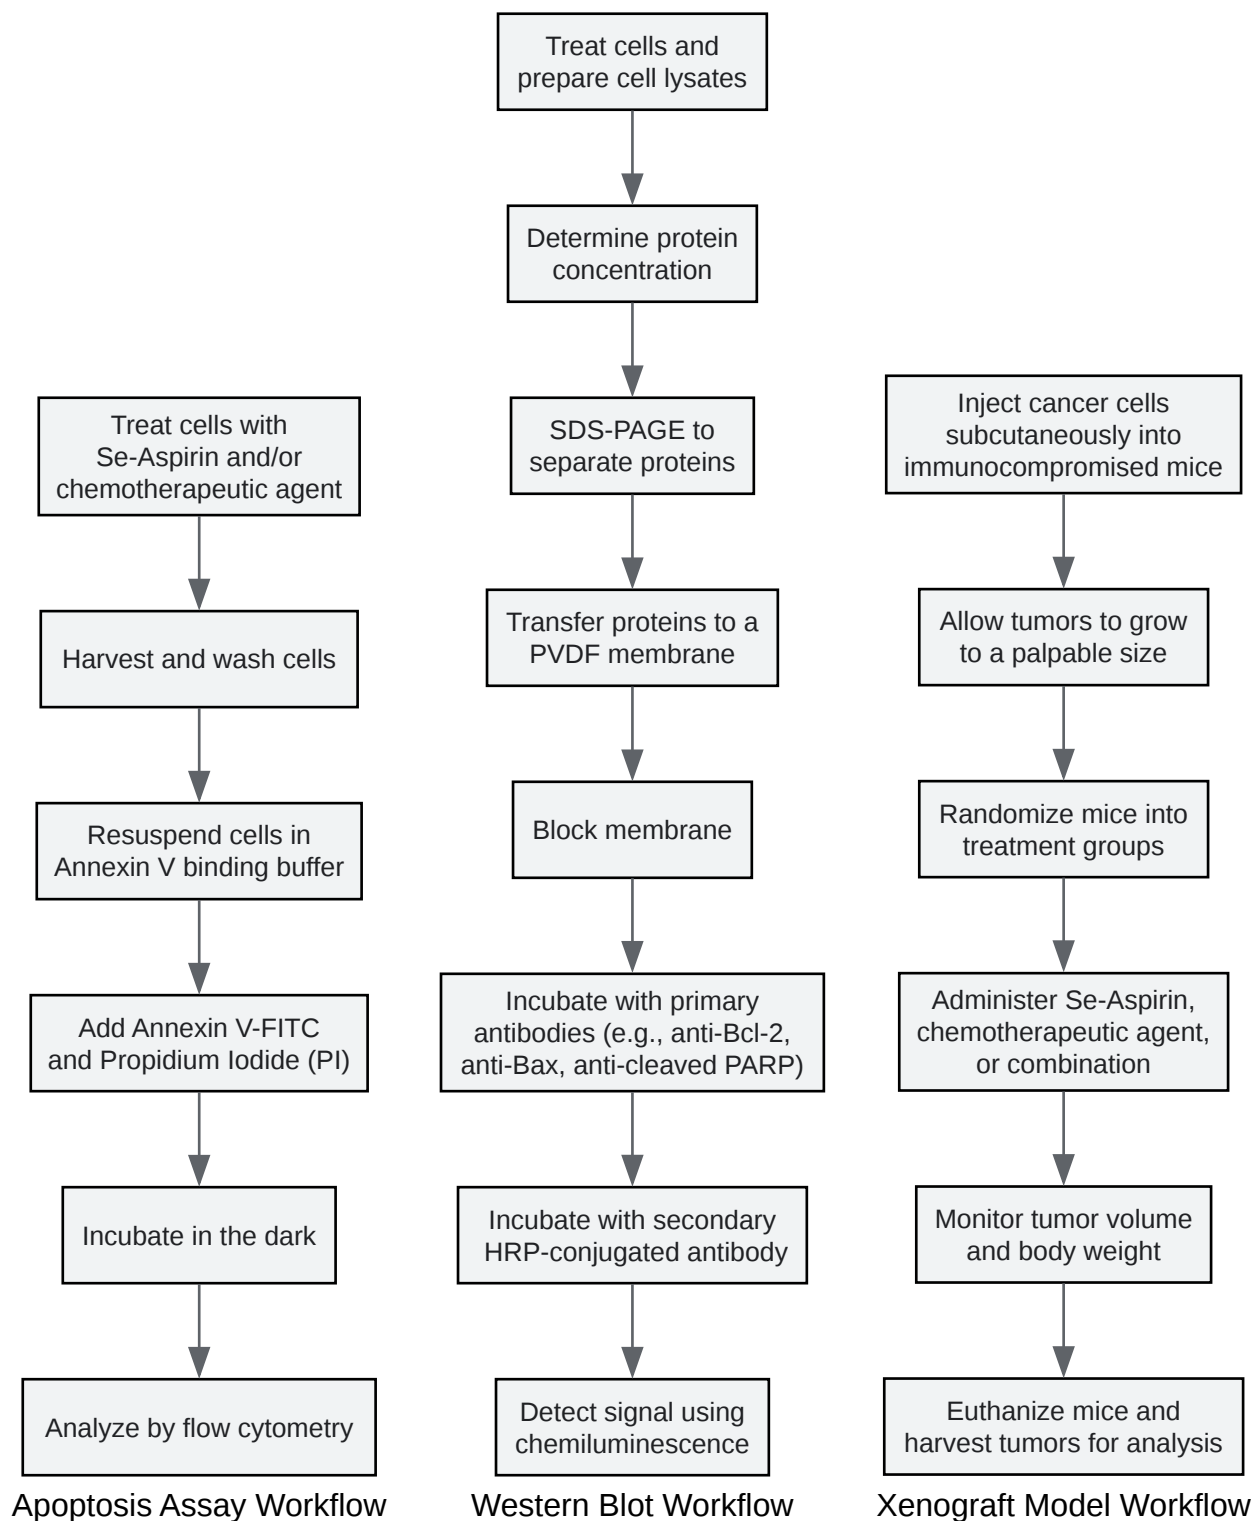 Treat cells with
Se-Aspirin and/or
chemotherapeutic agent
Harvest and wash cells
Resuspend cells in
Annexin V binding buffer
Add Annexin V-FITC
and Propidium Iodide (PI)
Incubate in the dark
Analyze by flow cytometry
Apoptosis Assay Workflow
Treat cells and
prepare cell lysates
Determine protein
concentration
SDS-PAGE to
separate proteins
Transfer proteins to a
PVDF membrane
Block membrane
Incubate with primary
antibodies (e.g., anti-Bcl-2,
anti-Bax, anti-cleaved PARP)
Incubate with secondary
HRP-conjugated antibody
Detect signal using
chemiluminescence
Western Blot Workflow
Inject cancer cells
subcutaneously into
immunocompromised mice
Allow tumors to grow
to a palpable size
Randomize mice into
treatment groups
Administer Se-Aspirin,
chemotherapeutic agent,
or combination
Monitor tumor volume
and body weight
Euthanize mice and
harvest tumors for analysis
Xenograft Model Workflow